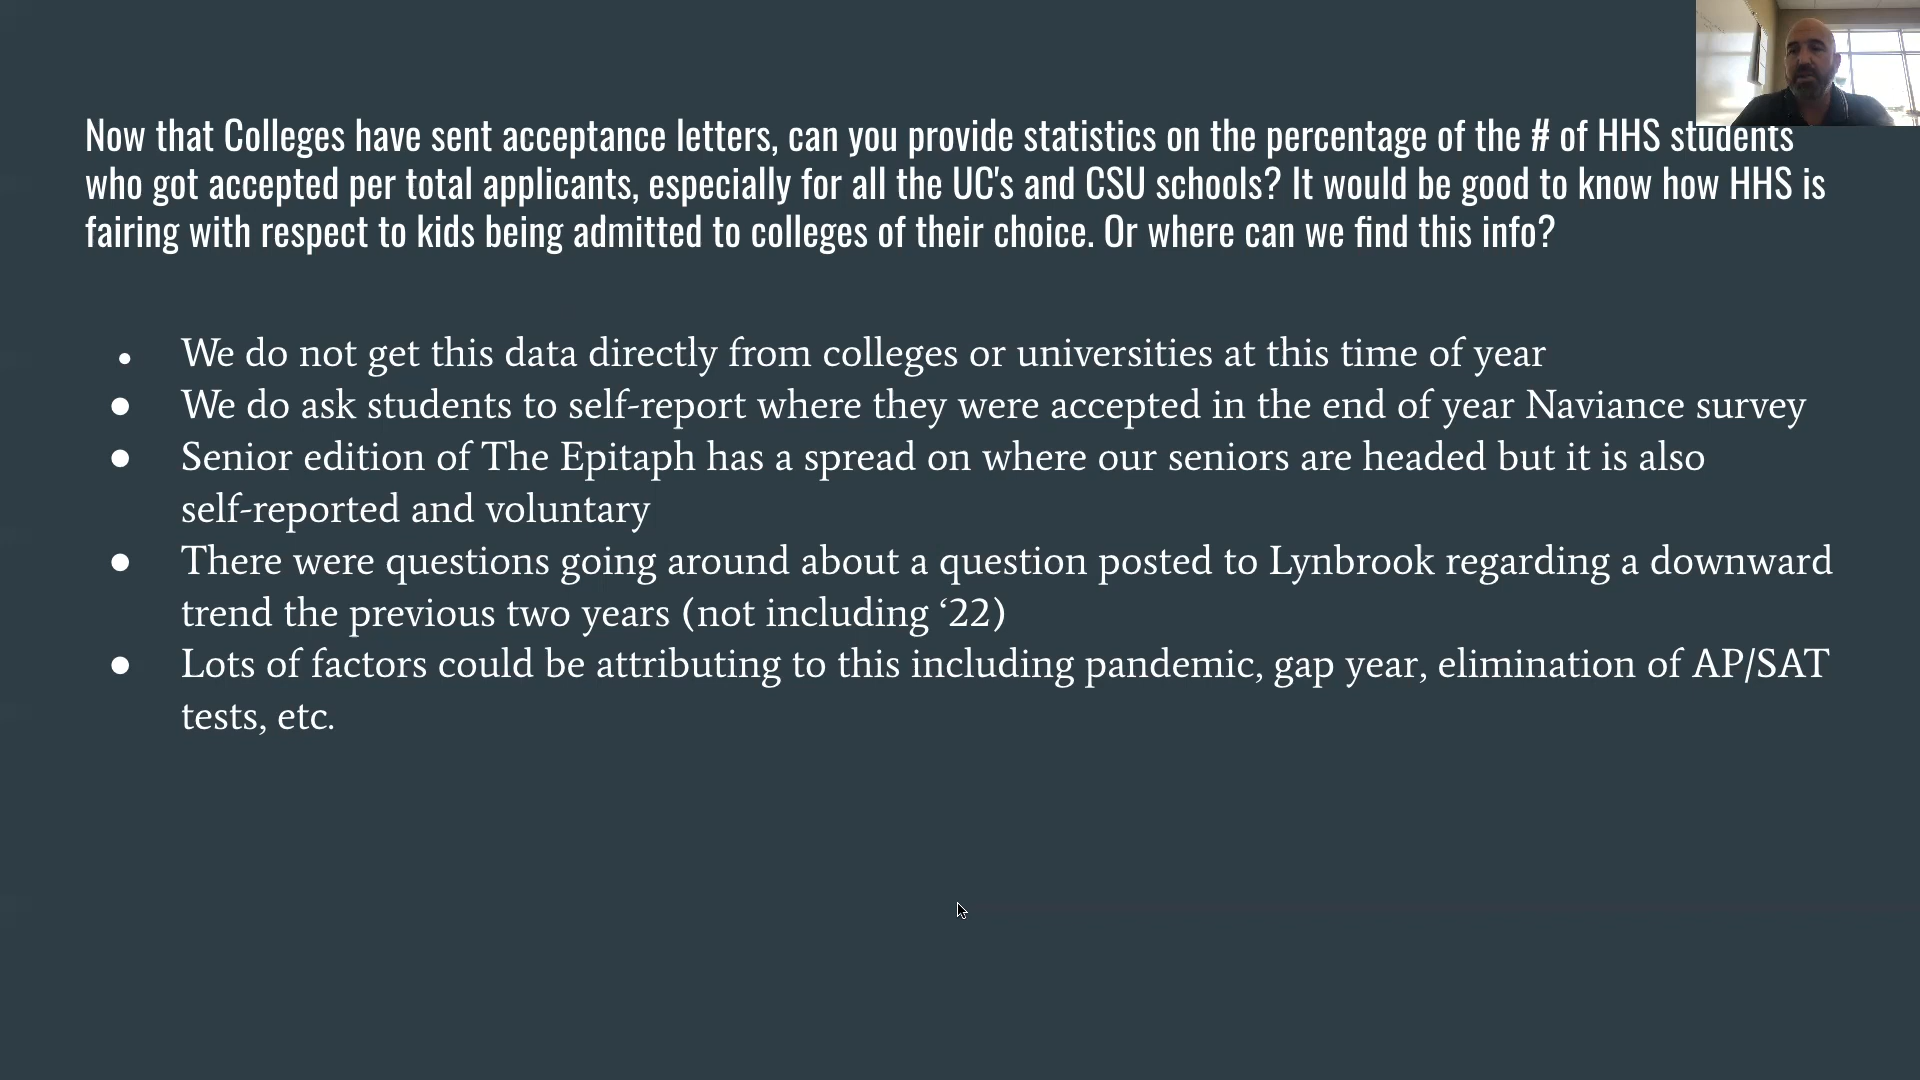 Now that Colleges have sent acceptance letters, can you provide statistics on the percentage of the # of HHS students
who got accepted per total applicants, especially for all the UC's and CSU schools? It would be good to know how HHS is
fairing with respect to kids being admitted to colleges of their choice. Or where can we find this info?
● We do not get this data directly from colleges or universities at this time of year
● We do ask students to self-report where they were accepted in the end of year Naviance survey
● Senior edition of The Epitaph has a spread on where our seniors are headed but it is also
self-reported and voluntary
● There were questions going around about a question posted to Lynbrook regarding a downward
trend the previous two years (not including ‘22)
● Lots of factors could be attributing to this including pandemic, gap year, elimination of AP/SAT
tests, etc.